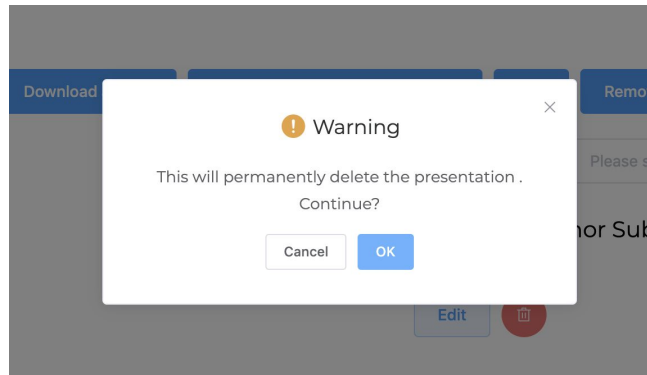 Download
Remo
Warning
Please s
This will permanently delete the presentation .
Continue?
nor Sub
Cancel
OK
Edit